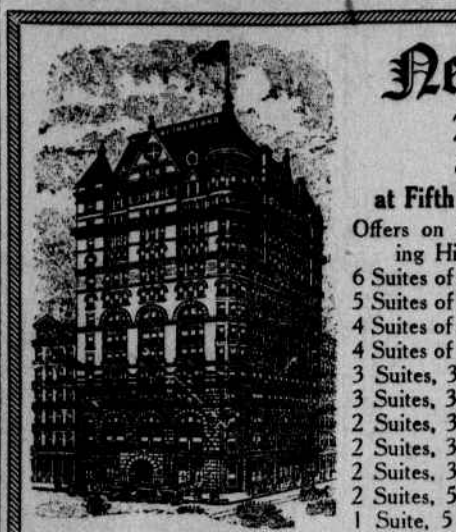 Ne
at Fifth
Offers on
ing Hi
6 Suites of
5 Suites of
4 Suites of
4 Suites of
3 Suites, 3
3 Suites, 3
2 Suites, 3
2 Suites, 3
2 Suites, 3
2 Suites, 5
1 Suite, 5